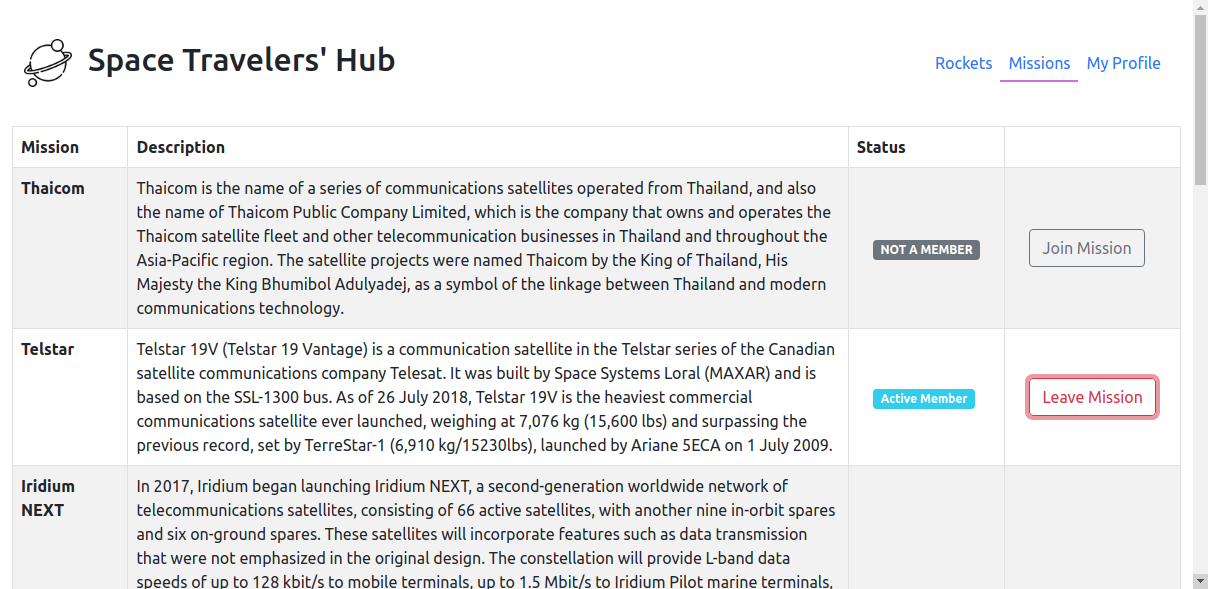 Space Travelers' Hub
Rockets Missions My Profile
Mission Description Status
Thaicom
Thaicom is the name of a series of communications satellites operated from Thailand, and also
the name of Thaicom Public Company Limited, which is the company that owns and operates the
Thaicom satellite fleet and other telecommunication businesses in Thailand and throughout the
Asia-Pacific region. The satellite projects were named Thaicom by the King of Thailand, His
Majesty the King Bhumibol Adulyadej, as a symbol of the linkage between Thailand and modern
communications technology.
NOT A MEMBER
Join Mission
Telstar
Telstar 19V (Telstar 19 Vantage) is a communication satellite in the Telstar series of the Canadian
satellite communications company Telesat. It was built by Space Systems Loral (MAXAR) and is
based on the SSL-1300 bus. As of 26 July 2018, Telstar 19V is the heaviest commercial
communications satellite ever launched, weighing at 7,076 kg (15,600 lbs) and surpassing the
previous record, set by TerreStar-1 (6,910 kg/15230lbs), launched by Ariane 5ECA on 1 July 2009.
Active Member
Leave Mission
Iridium
NEXT
In 2017, Iridium began launching Iridium NEXT, a second-generation worldwide network of
telecommunications satellites, consisting of 66 active satellites, with another nine in-orbit spares
and six on-ground spares. These satellites will incorporate features such as data transmission
that were not emphasized in the original design. The constellation will provide L-band data
speeds of up to 128 kbit/s to mobile terminals, up to 1.5 Mbit/s to Iridium Pilot marine terminals,